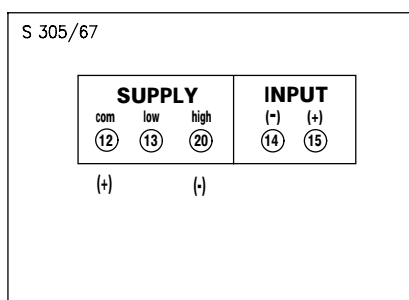 S 305/67
SUPPLY INPUT
com low high (-) (+)
12 13 20 14 15
(+) (-)